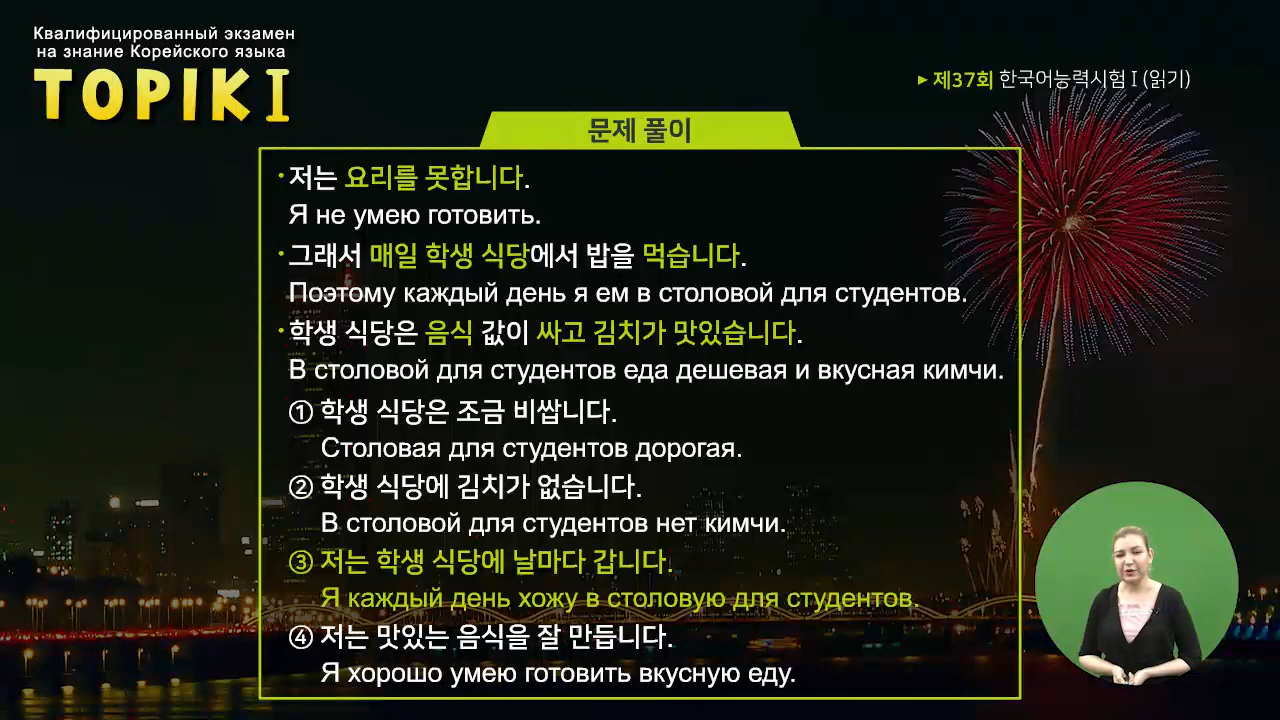 Квалифицированный экзамен
на знание Корейского языка
TOPIK I
▶ 제37회 한국어능력시험 I (읽기)
문제 풀이
· 저는 요리를 못합니다.
Я не умею готовить.
· 그래서 매일 학생 식당에서 밥을 먹습니다.
Поэтому каждый день я ем в столовой для студентов.
· 학생 식당은 음식 값이 싸고 김치가 맛있습니다.
В столовой для студентов еда дешевая и вкусная кимчи.
① 학생 식당은 조금 비쌉니다.
Столовая для студентов дорогая.
② 학생 식당에 김치가 없습니다.
В столовой для студентов нет кимчи.
③ 저는 학생 식당에 날마다 갑니다.
Я каждый день хожу в столовую для студентов.
④ 저는 맛있는 음식을 잘 만듭니다.
Я хорошо умею готовить вкусную еду.